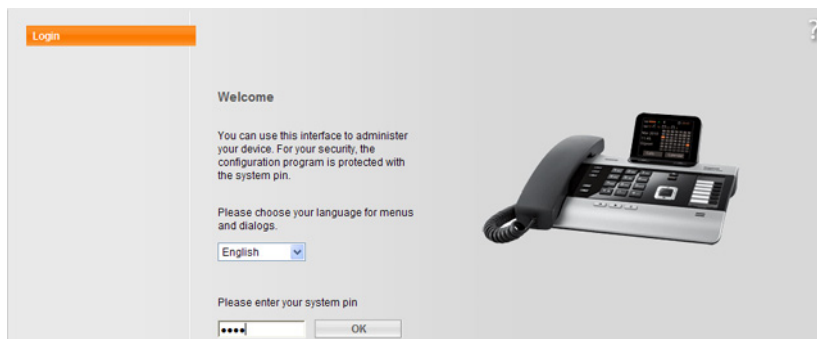 Login
?
Welcome
You can use this interface to administer
your device. For your security, the
configuration program is protected with
the system pin.
Please choose your language for menus
and dialogs.
English
Please enter your system pin
••••
OK